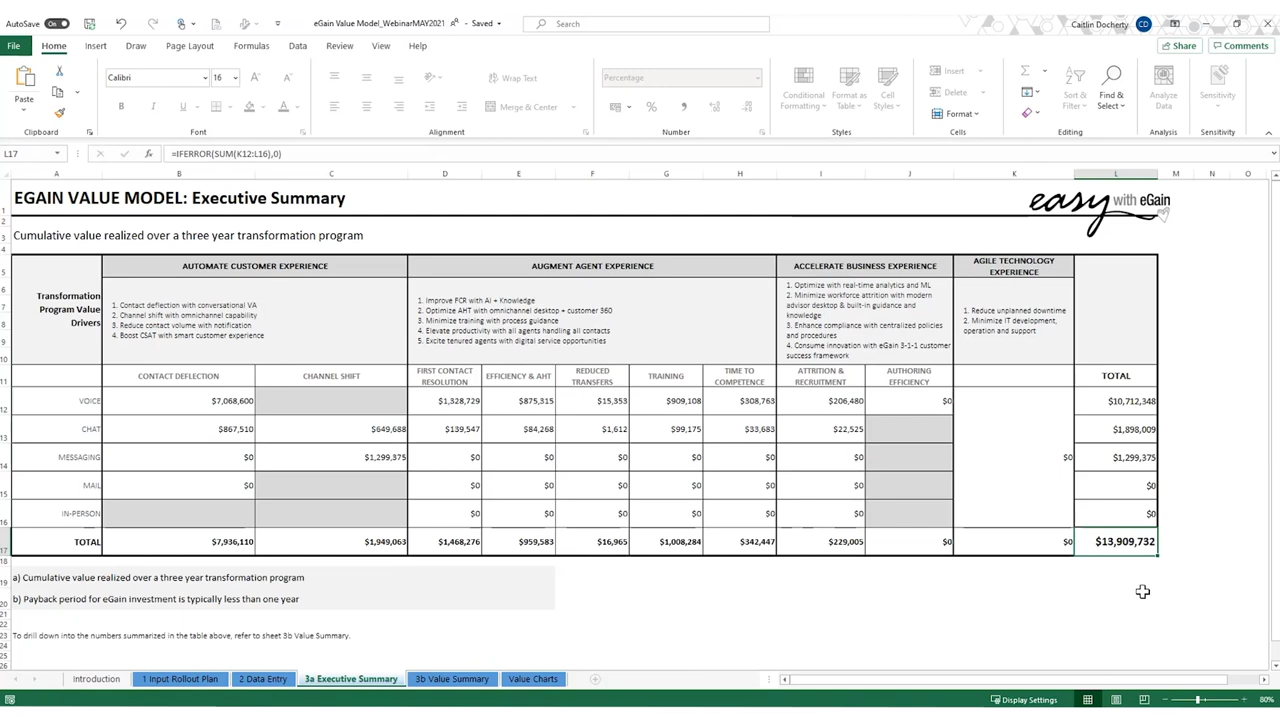 AutoSave On eGain Value Model_WebinarMAY2021 Saved Search Caitlin Docherty CD
File Home Insert Draw Page Layout Formulas Data Review View Help Share Comments
Calibri 16 Wrap Text Percentage Insert
Paste B I U Merge & Center Conditional Formatting Format as Table Cell Styles Delete Format Sort & Filter Find & Select Analyze Data Sensitivity
Clipboard Font Alignment Number Styles Cells Editing Analysis Sensitivity
L17 fx =IFERROR(SUM(K12:L16),0)
A B C D E F G H I J K L M N O
EGAIN VALUE MODEL: Executive Summary
easy with eGain
Cumulative value realized over a three year transformation program
Transformation Program Value Drivers
AUTOMATE CUSTOMER EXPERIENCE
1. Contact deflection with conversational VA
2. Channel shift with omnichannel capability
3. Reduce contact volume with notification
4. Boost CSAT with smart customer experience
AUGMENT AGENT EXPERIENCE
1. Improve FCR with AI + Knowledge
2. Optimize AHT with omnichannel desktop + customer 360
3. Minimize training with process guidance
4. Elevate productivity with all agents handling all contacts
5. Excite tenured agents with digital service opportunities
ACCELERATE BUSINESS EXPERIENCE
1. Optimize with real-time analytics and ML
2. Minimize workforce attrition with modern
advisor desktop & built-in guidance and
knowledge
3. Enhance compliance with centralized policies
and procedures
4. Consume innovation with eGain 3-1-1 customer
success framework
AGILE TECHNOLOGY
EXPERIENCE
1. Reduce unplanned downtime
2. Minimize IT development,
operation and support
CONTACT DEFLECTION CHANNEL SHIFT FIRST CONTACT RESOLUTION EFFICIENCY & AHT REDUCED TRANSFERS TRAINING TIME TO COMPETENCE ATTRITION & RECRUITMENT AUTHORING EFFICIENCY TOTAL
VOICE $7,068,600 $1,328,729 $875,315 $15,353 $909,108 $308,763 $206,480 $0 $10,712,348
CHAT $867,510 $649,688 $139,547 $84,268 $1,612 $99,175 $33,683 $22,525 $1,898,009
MESSAGING $0 $1,299,375 $0 $0 $0 $0 $0 $0 $0 $1,299,375
MAIL $0 $0 $0 $0 $0 $0 $0 $0
IN-PERSON $0 $0 $0 $0 $0 $0 $0
TOTAL $7,936,110 $1,949,063 $1,468,276 $959,583 $16,965 $1,008,284 $342,447 $229,005 $0 $0 $13,909,732
a) Cumulative value realized over a three year transformation program
b) Payback period for eGain investment is typically less than one year
To drill down into the numbers summarized in the table above, refer to sheet 3b Value Summary.
Introduction 1 Input Rollout Plan 2 Data Entry 3a Executive Summary 3b Value Summary Value Charts
Display Settings 80%